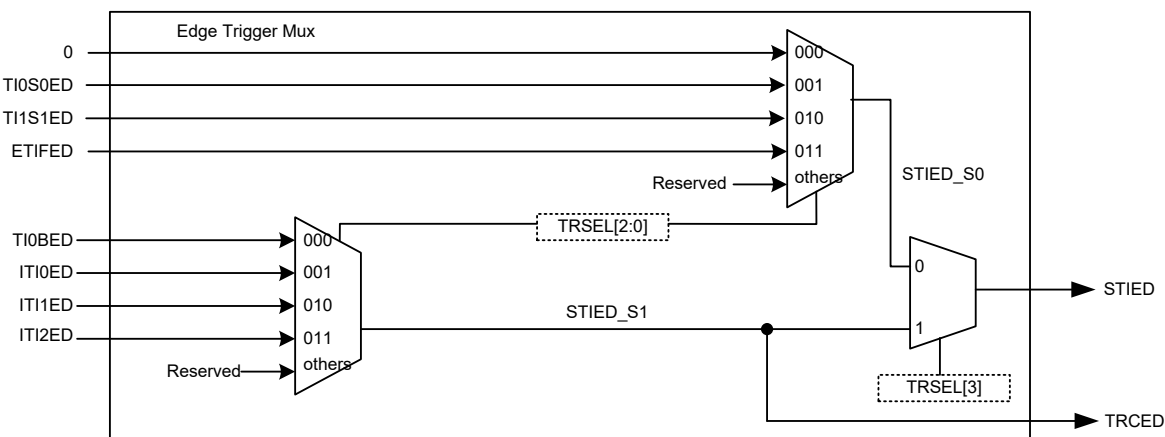 Edge Trigger Mux
0
000
TI0S0ED
001
TI1S1ED
010
ETIFED
011
Reserved
others
STIED_S0
TRSEL[2:0]
TI0BED
000
ITI0ED
001
ITI1ED
010
ITI2ED
011
Reserved
others
STIED_S1
0
1
STIED
TRSEL[3]
TRCED